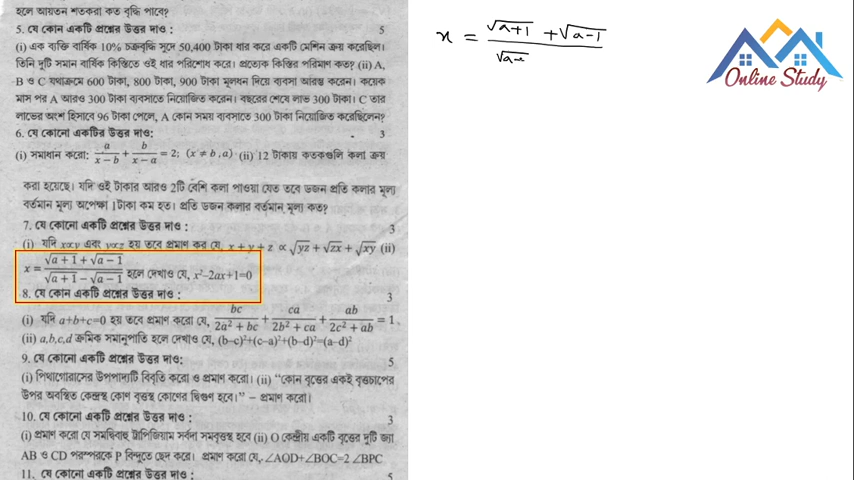 হলে আয়তন শতকরা কত বৃদ্ধি পাবে?
5. যে কোন একটি প্রশ্নের উত্তর দাও : 5
(i) এক ব্যক্তি বার্ষিক 10% চক্রবৃদ্ধি সুদে 50,400 টাকা ধার করে একটি মেশিন ক্রয় করেছিল।
তিনি দুটি সমান বার্ষিক কিস্তিতে ওই ধার পরিশোধ করে। প্রত্যেক কিস্তির পরিমাণ কত? (ii) A,
B ও C যথাক্রমে 600 টাকা, 800 টাকা, 900 টাকা মূলধন দিয়ে ব্যবসা আরম্ভ করেন। কয়েক
মাস পর A আরও 300 টাকা ব্যবসাতে নিয়োজিত করেন। বছরের শেষে লাভ 300 টাকা। C তার
লাভের অংশ হিসাবে 96 টাকা পেলে, A কোন সময় ব্যবসাতে 300 টাকা নিয়োজিত করেছিলেন?
6. যে কোনো একটির উত্তর দাও: 3
(i) সমাধান করো: a/(x−b) + b/(x−a) = 2; (x ≠ b, a) (ii) 12 টাকায় কতকগুলি কলা ক্রয়
করা হয়েছে। যদি ওই টাকার আরও 2টি বেশি কলা পাওয়া যেত তবে ডজন প্রতি কলার মূল্য
বর্তমান মূল্য অপেক্ষা 1টাকা কম হত। প্রতি ডজন কলার বর্তমান মূল্য কত?
7. যে কোনো একটি প্রশ্নের উত্তর দাও : 3
(i) যদি x∝y এবং y∝z হয় তবে প্রমাণ কর যে, x + y + z ∝ √yz + √zx + √xy (ii)
x = (√a+1 + √a−1)/(√a+1 − √a−1) হলে দেখাও যে, x²−2ax+1=0
8. যে কোন একটি প্রশ্নের উত্তর দাও : 3
(i) যদি a+b+c=0 হয় তবে প্রমাণ করো যে, bc/(2a² + bc) + ca/(2b² + ca) + ab/(2c² + ab) = 1
(ii) a,b,c,d ক্রমিক সমানুপাতি হলে দেখাও যে, (b–c)²+(c–a)²+(b–d)²=(a–d)²
9. যে কোনো একটি প্রশ্নের উত্তর দাও: 5
(i) পিথাগোরাসের উপপাদ্যটি বিবৃতি করো ও প্রমাণ করো। (ii) "কোন বৃত্তের একই বৃত্তচাপের
উপর অবস্থিত কেন্দ্রস্থ কোণ বৃত্তস্থ কোণের দ্বিগুণ হবে।" – প্রমাণ করো।
10. যে কোনো একটি প্রশ্নের উত্তর দাও : 3
(i) প্রমাণ করো যে সমদ্বিবাহু ট্রাপিজিয়াম সর্বদা সমবৃত্তস্থ হবে (ii) O কেন্দ্রীয় একটি বৃত্তের দুটি জ্যা
AB ও CD পরস্পরকে P বিন্দুতে ছেদ করে। প্রমাণ করো যে, ∠AOD+∠BOC=2 ∠BPC
11. যে কোনো একটি প্রশ্নের উত্তর দাও : 5
x = √a+1 + √a-1
√a-
Online Study